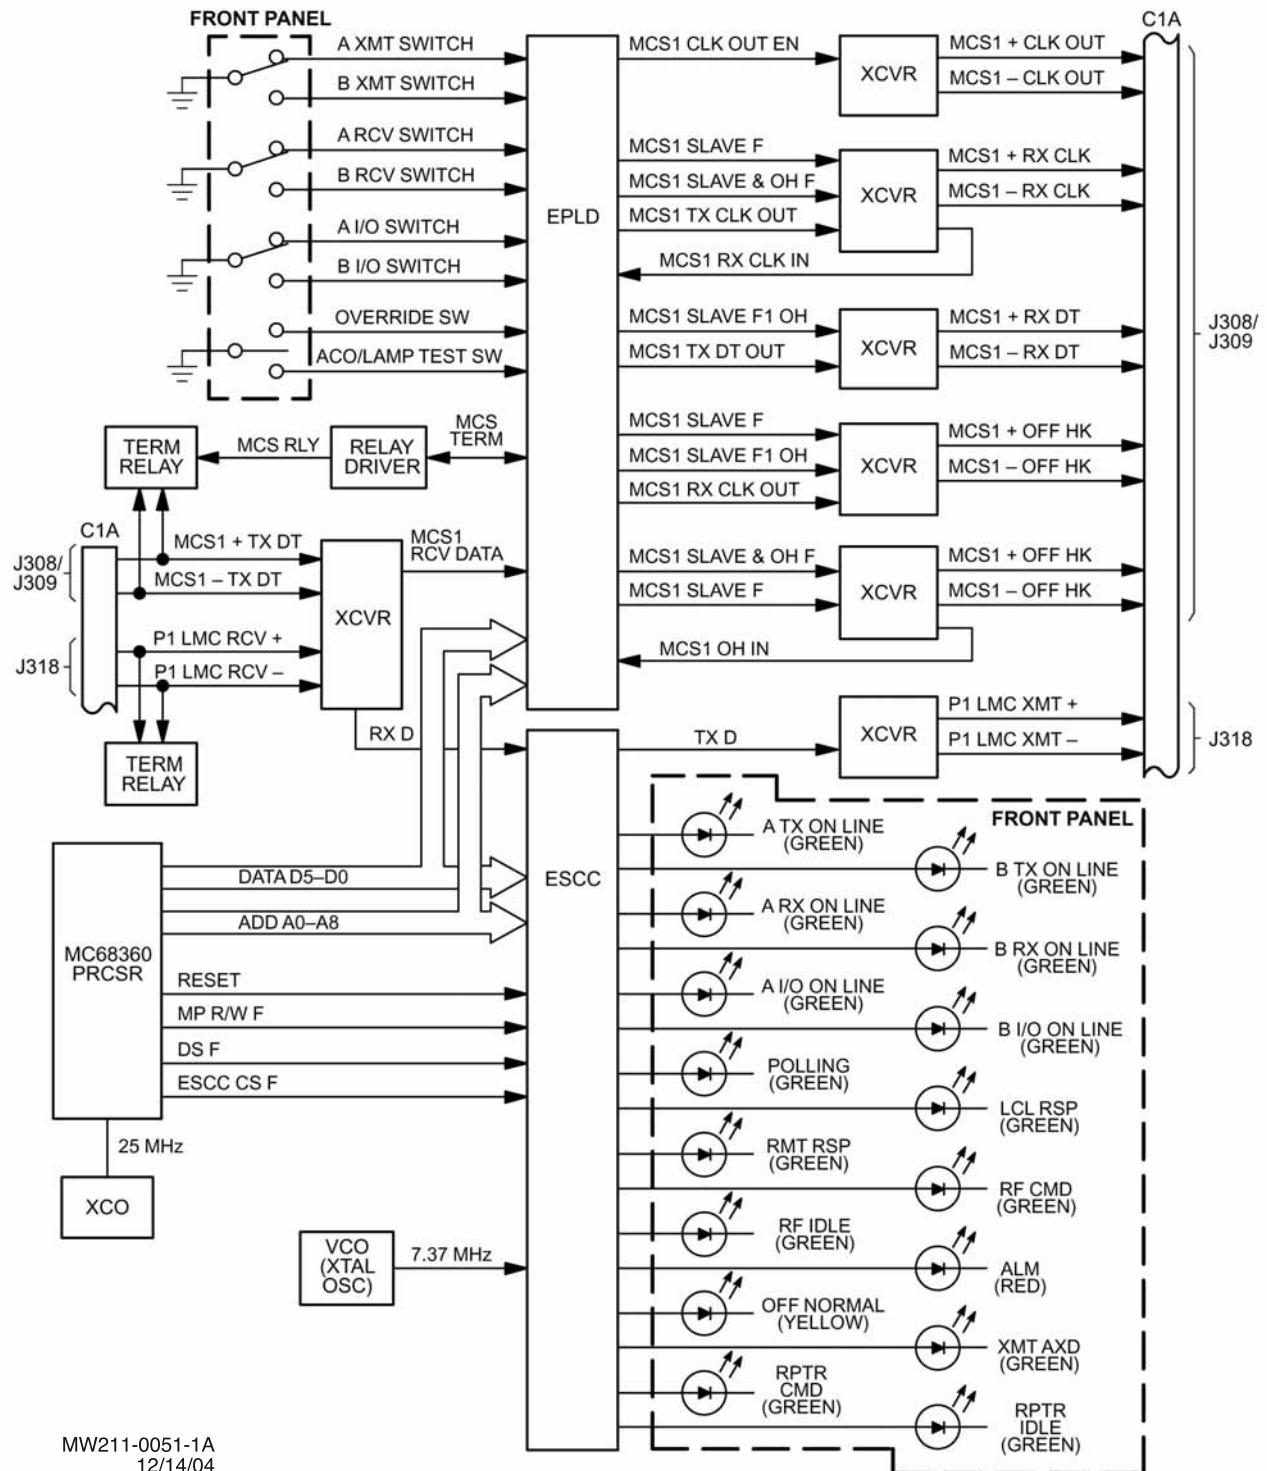 FRONT PANEL
C1A
A XMT SWITCH
B XMT SWITCH
A RCV SWITCH
B RCV SWITCH
A I/O SWITCH
B I/O SWITCH
OVERRIDE SW
ACO/LAMP TEST SW
EPLD
MCS1 CLK OUT EN
XCVR
MCS1 + CLK OUT
MCS1 – CLK OUT
MCS1 SLAVE F
MCS1 SLAVE & OH F
MCS1 TX CLK OUT
XCVR
MCS1 + RX CLK
MCS1 – RX CLK
MCS1 RX CLK IN
MCS1 SLAVE F1 OH
MCS1 TX DT OUT
XCVR
MCS1 + RX DT
MCS1 – RX DT
J308/
J309
MCS1 SLAVE F
MCS1 SLAVE F1 OH
MCS1 RX CLK OUT
XCVR
MCS1 + OFF HK
MCS1 – OFF HK
MCS1 SLAVE & OH F
MCS1 SLAVE F
XCVR
MCS1 + OFF HK
MCS1 – OFF HK
MCS1 OH IN
TERM
RELAY
MCS RLY
RELAY
DRIVER
MCS
TERM
C1A
J308/
J309
MCS1 + TX DT
MCS1 – TX DT
XCVR
MCS1
RCV DATA
J318
P1 LMC RCV +
P1 LMC RCV –
RX D
TERM
RELAY
TX D
XCVR
P1 LMC XMT +
P1 LMC XMT –
J318
ESCC
MC68360
PRCSR
DATA D5–D0
ADD A0–A8
RESET
MP R/W F
DS F
ESCC CS F
25 MHz
XCO
VCO
(XTAL
OSC)
7.37 MHz
FRONT PANEL
A TX ON LINE
(GREEN)
B TX ON LINE
(GREEN)
A RX ON LINE
(GREEN)
B RX ON LINE
(GREEN)
A I/O ON LINE
(GREEN)
B I/O ON LINE
(GREEN)
POLLING
(GREEN)
LCL RSP
(GREEN)
RMT RSP
(GREEN)
RF CMD
(GREEN)
RF IDLE
(GREEN)
ALM
(RED)
OFF NORMAL
(YELLOW)
XMT AXD
(GREEN)
RPTR
CMD
(GREEN)
RPTR
IDLE
(GREEN)
MW211-0051-1A
12/14/04